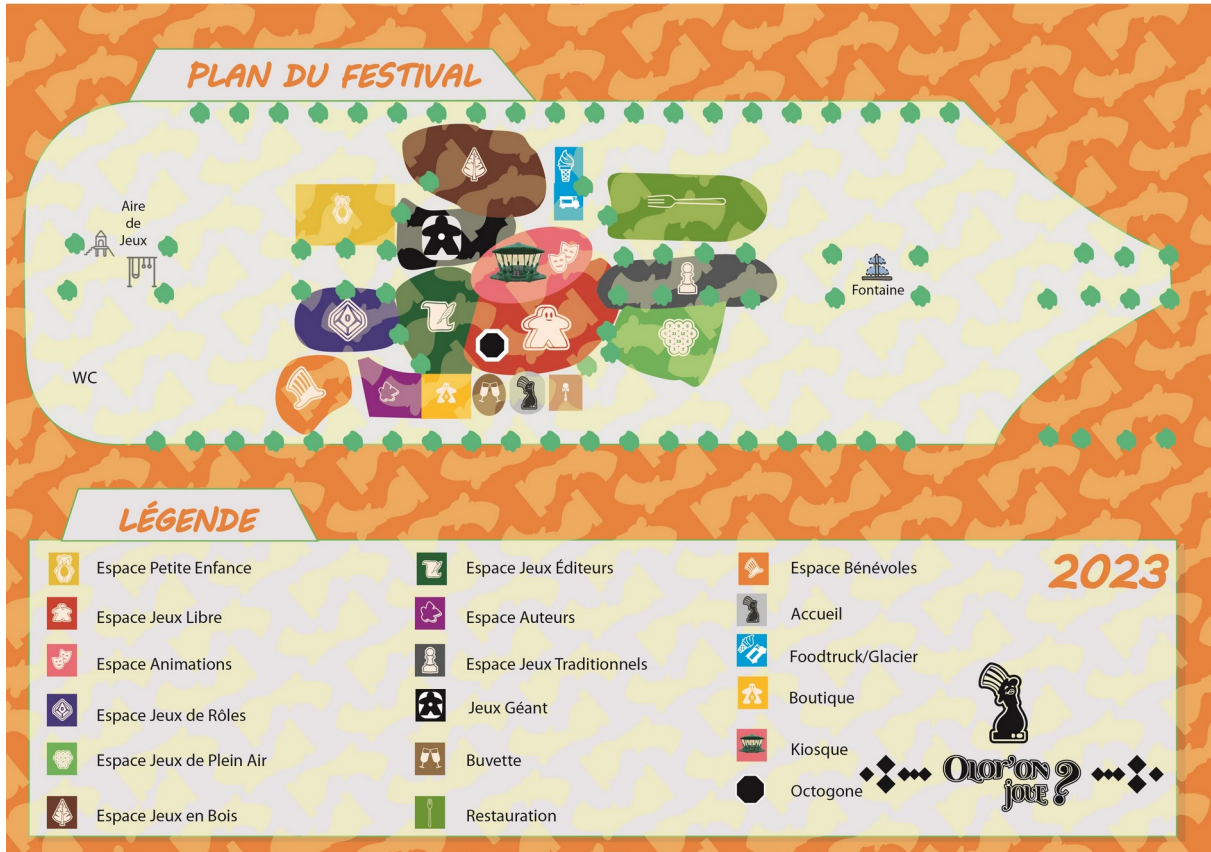 PLAN DU FESTIVAL
Aire
de
Jeux
Fontaine
WC
LÉGENDE
2023
Espace Petite Enfance
Espace Jeux Libre
Espace Animations
Espace Jeux de Rôles
Espace Jeux de Plein Air
Espace Jeux en Bois
Espace Jeux Éditeurs
Espace Auteurs
Espace Jeux Traditionnels
Jeux Géant
Buvette
Restauration
Espace Bénévoles
Accueil
Foodtruck/Glacier
Boutique
Kiosque
Octogone
OLOR'ON
JOUE ?